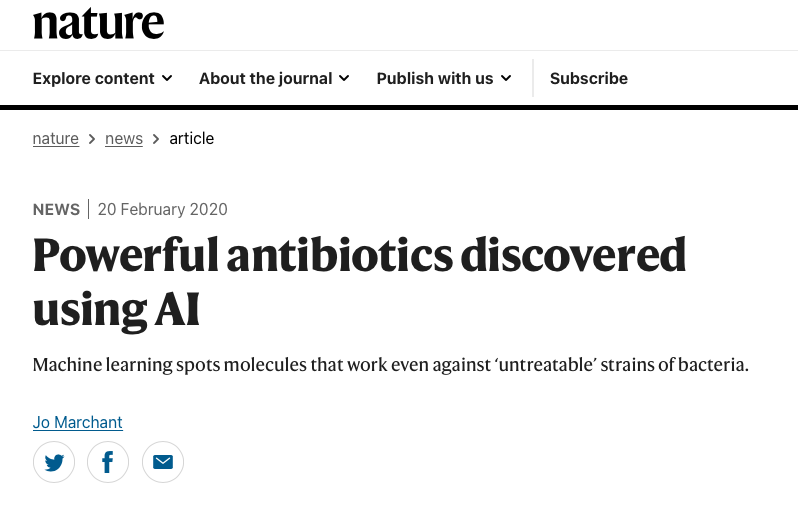 nature
Explore content About the journal Publish with us Subscribe
nature > news > article
NEWS | 20 February 2020
Powerful antibiotics discovered
using AI
Machine learning spots molecules that work even against ‘untreatable’ strains of bacteria.
Jo Marchant